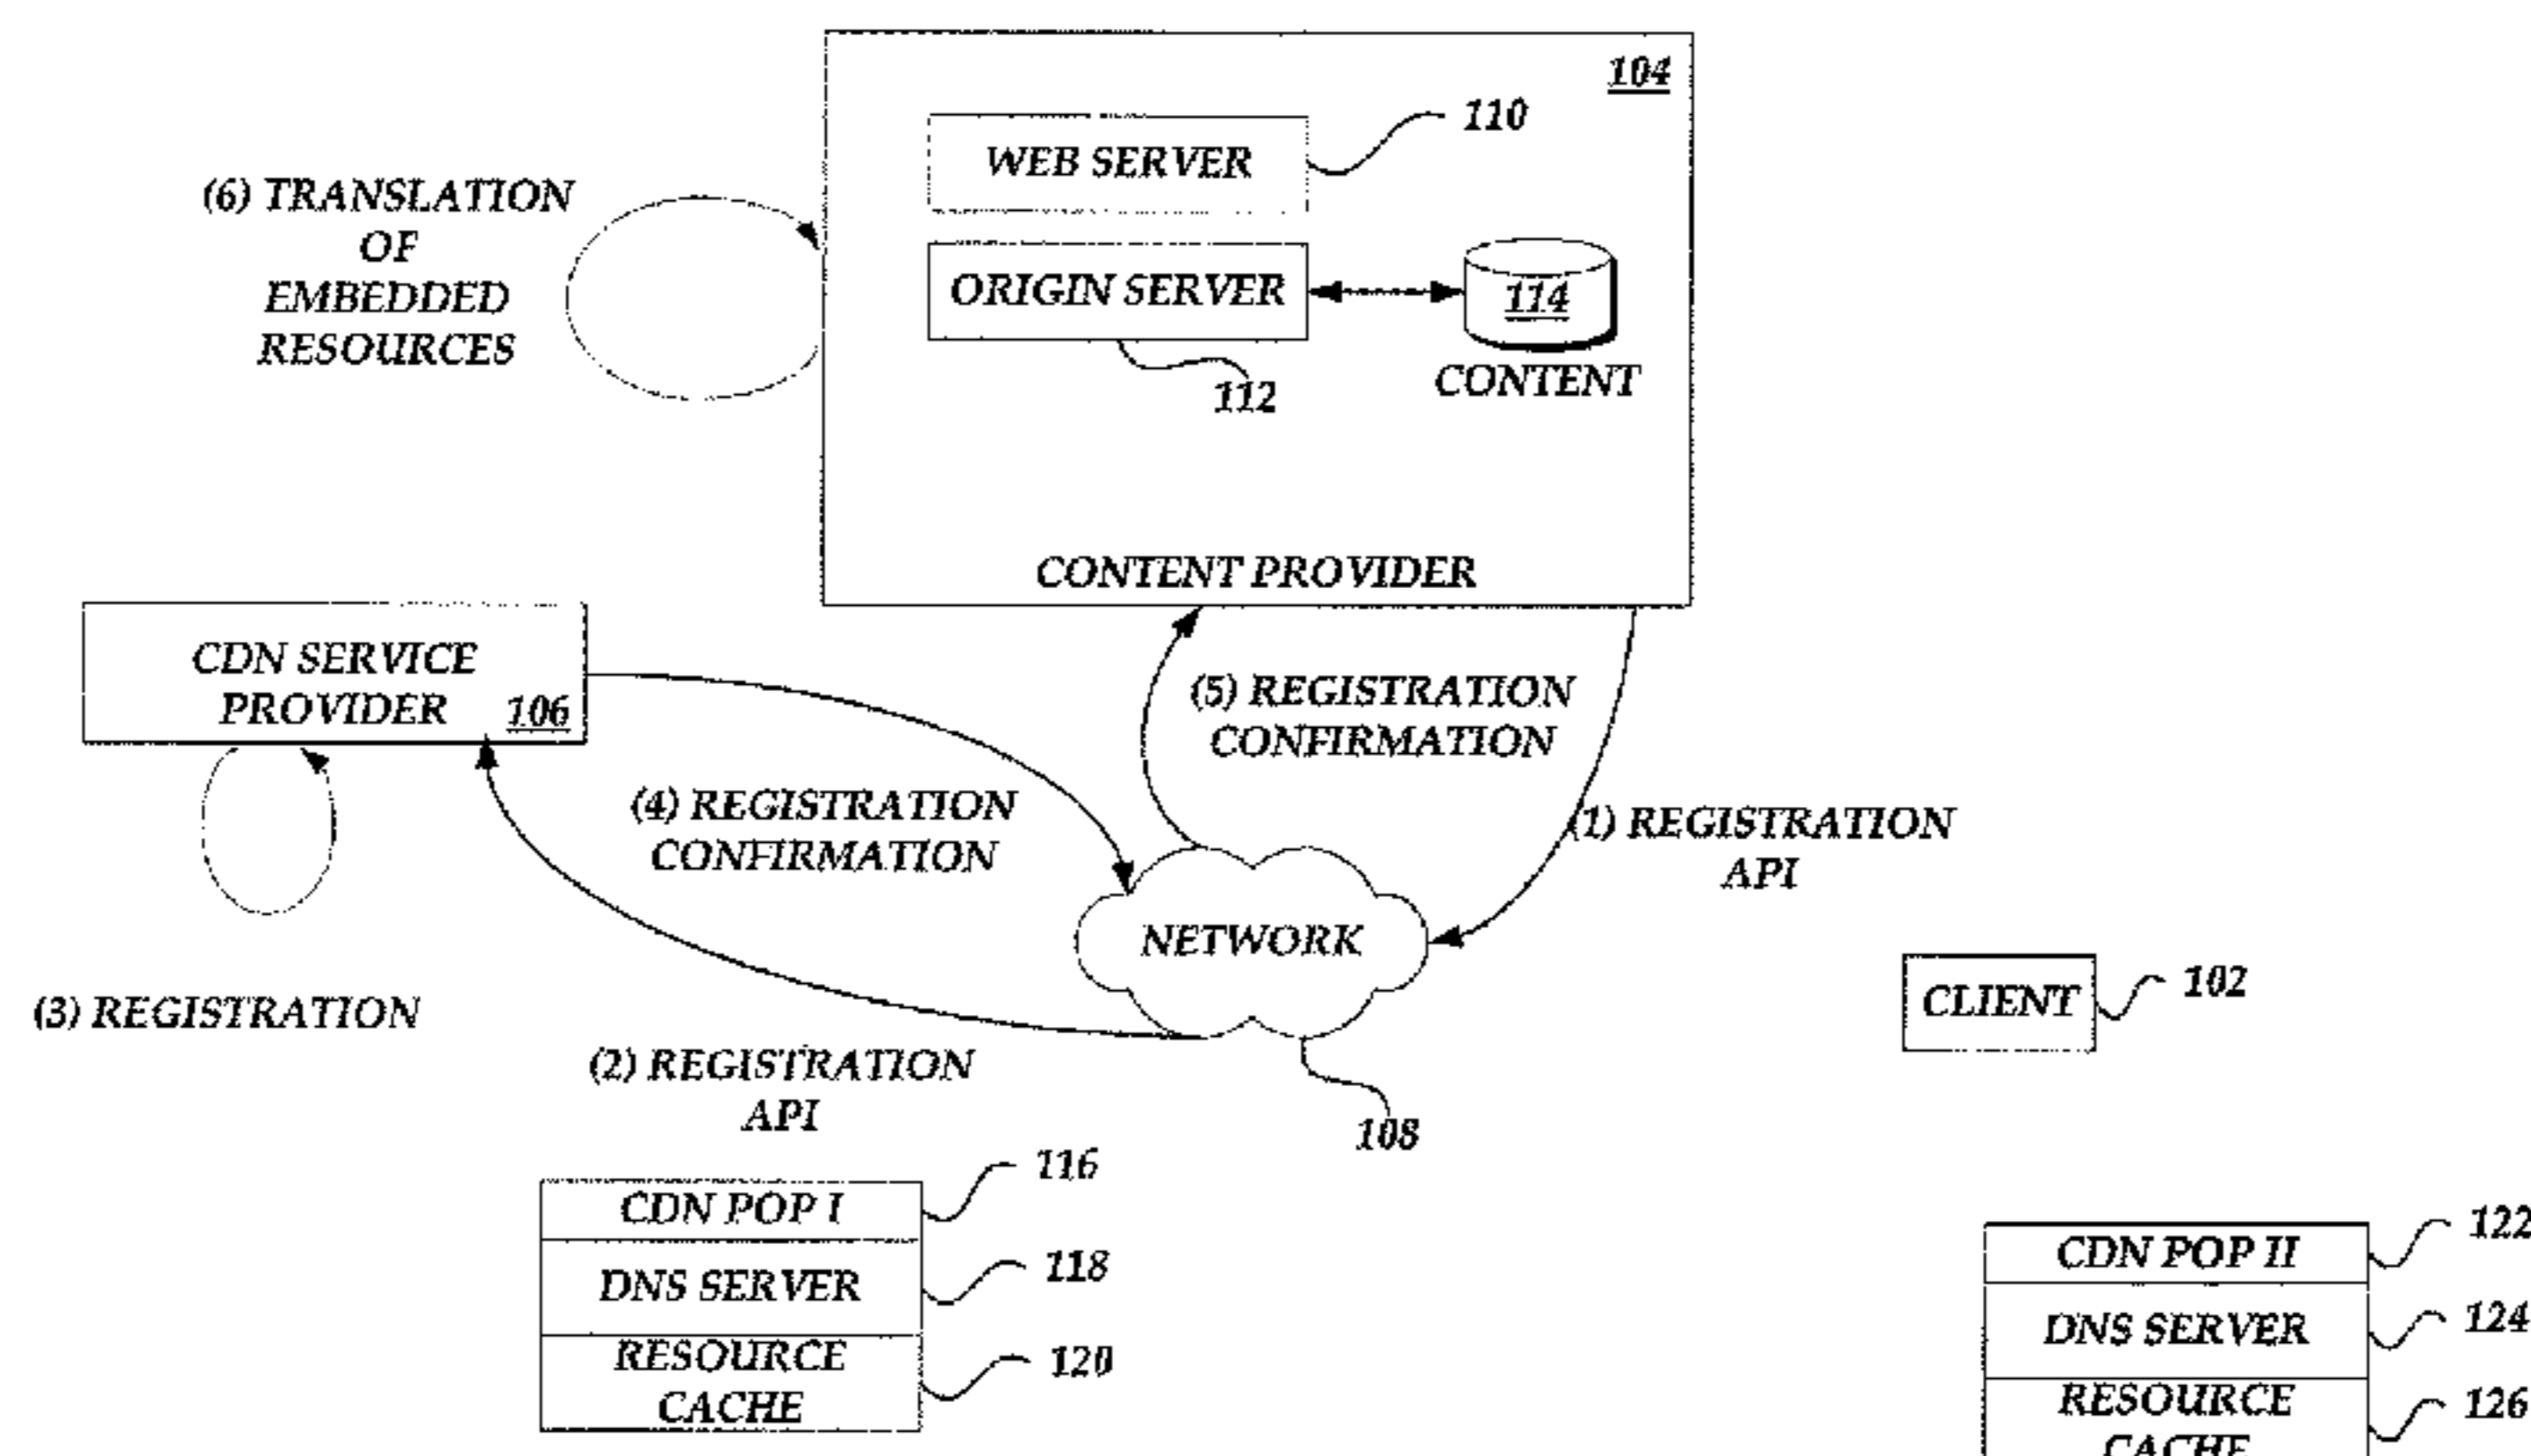 104
110
WEB SERVER
(6) TRANSLATION
OF
EMBEDDED
RESOURCES
ORIGIN SERVER
114
CONTENT
112
CONTENT PROVIDER
CDN SERVICE
PROVIDER
106
(5) REGISTRATION
CONFIRMATION
(4) REGISTRATION
CONFIRMATION
(1) REGISTRATION
API
NETWORK
CLIENT
102
(3) REGISTRATION
(2) REGISTRATION
API
108
116
CDN POP I
118
DNS SERVER
120
RESOURCE
CACHE
122
CDN POP II
124
DNS SERVER
126
RESOURCE
CACHE